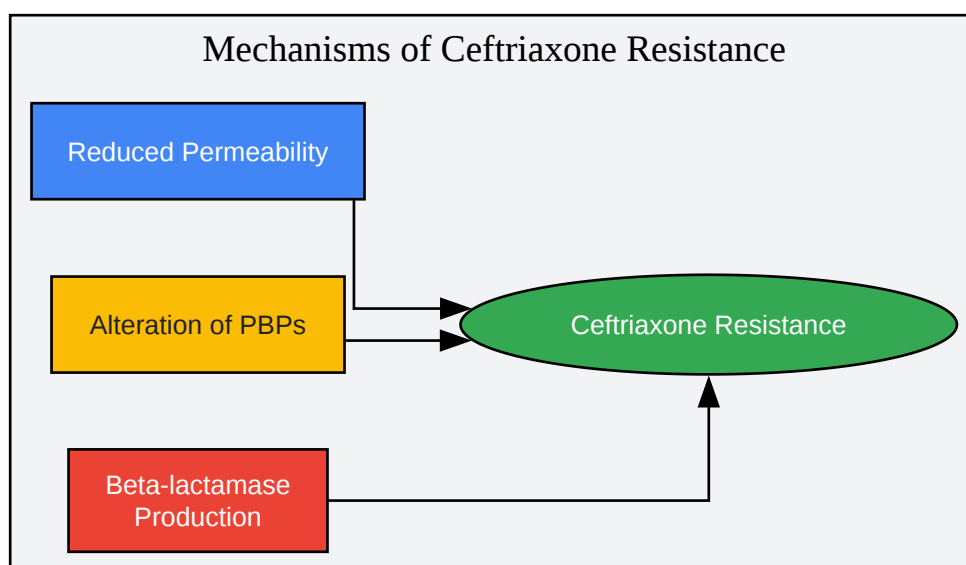 Mechanisms of Ceftriaxone Resistance
Reduced Permeability
Alteration of PBPs
Ceftriaxone Resistance
Beta-lactamase
Production